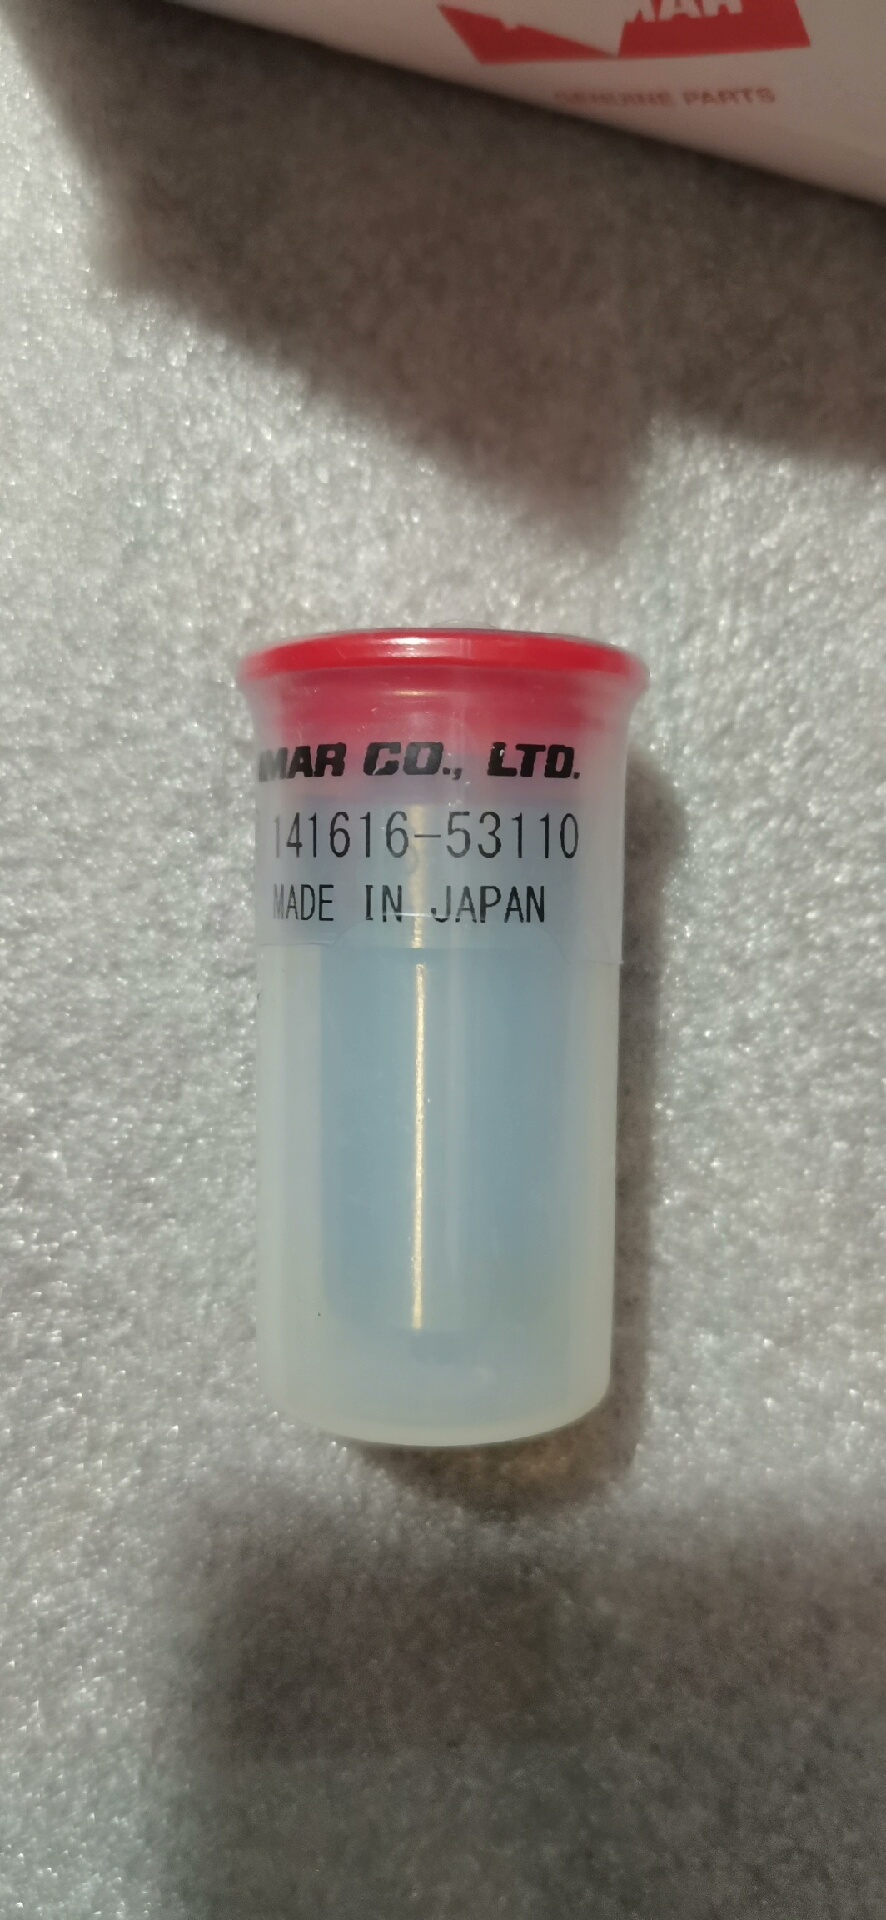 GENUINE PARTS
MAR CO., LTD.
141616-53110
MADE IN JAPAN